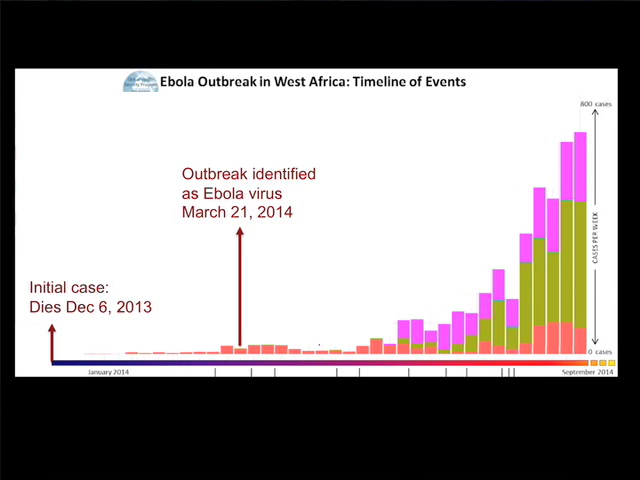 Ebola Outbreak in West Africa: Timeline of Events
800 cases
Outbreak identified
as Ebola virus
March 21, 2014
CASES PER WEEK
Initial case:
Dies Dec 6, 2013
0 cases
January 2014
September 2014